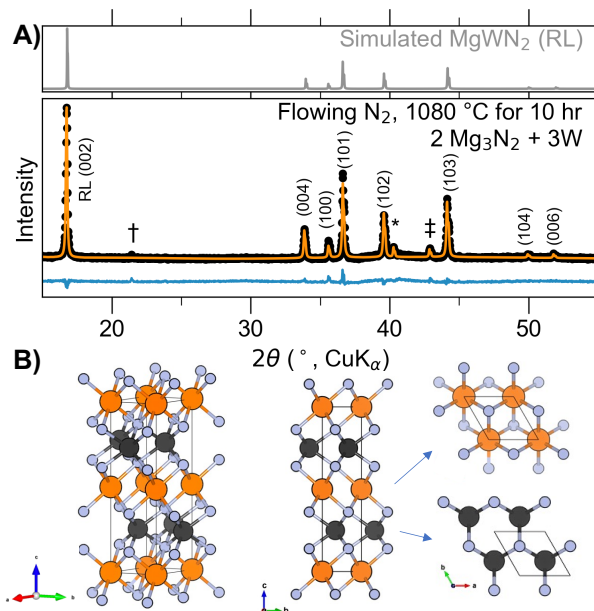 A)
Simulated MgWN₂ (RL)
Flowing N₂, 1080 °C for 10 hr
2 Mg₃N₂ + 3W
Intensity
RL (002)
†
(004)
(100)
(101)
(102)
*
‡
(103)
(104)
(006)
20
30
40
50
2θ (°, CuKα)
B)
c
a
b
c
b
b
a